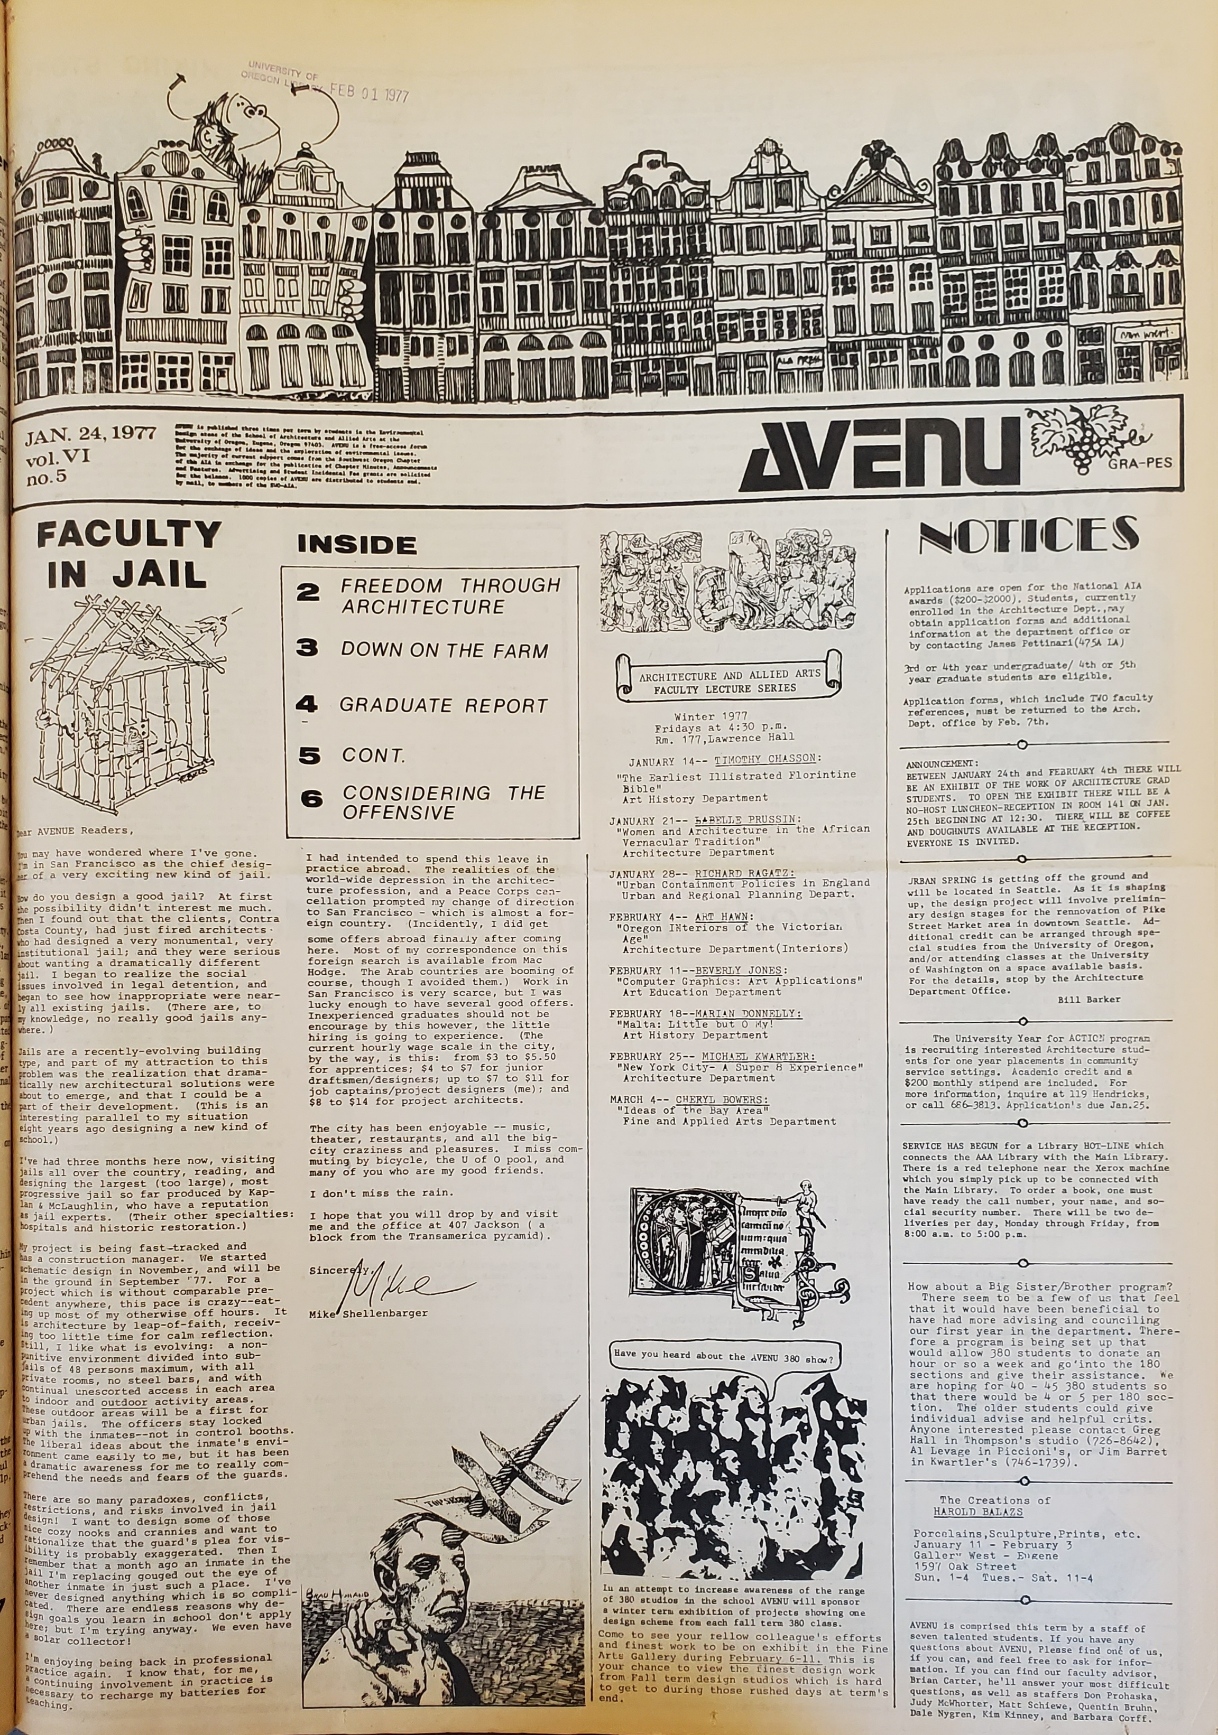 UNIVERSITY OF
OREGON FEB 01 1977
ALA PRESS
JAN. 24, 1977
vol. VI
no. 5
AVENU is published three times per term by students in the Environmental
Design areas of the School of Architecture and Allied Arts at the
University of Oregon, Eugene, Oregon 97403. AVENU is a free-access forum
for the exchange of ideas and the exploration of environmental issues.
The majority of current support comes from the Southwest Oregon Chapter
of the AIA in exchange for the publication of Chapter Minutes, Announcements
and Features. Advertising and Student Incidental Fee grants are solicited
for the balance. 1800 copies of AVENU are distributed to students and,
by mail, to members of the SWO-AIA.
AVENU
GRA-PES
FACULTY
IN JAIL
Dear AVENUE Readers,
You may have wondered where I've gone.
I'm in San Francisco as the chief desig-
ner of a very exciting new kind of jail.
How do you design a good jail? At first
the possibility didn't interest me much.
Then I found out that the clients, Contra
Costa County, had just fired architects
who had designed a very monumental, very
institutional jail; and they were serious
about wanting a dramatically different
jail. I began to realize the social
issues involved in legal detention, and
began to see how inappropriate were near-
ly all existing jails. (There are, to
my knowledge, no really good jails any-
where.)
Jails are a recently-evolving building
type, and part of my attraction to this
problem was the realization that drama-
tically new architectural solutions were
about to emerge, and that I could be a
part of their development. (This is an
interesting parallel to my situation
eight years ago designing a new kind of
school.)
I've had three months here now, visiting
jails all over the country, reading, and
designing the largest (too large), most
progressive jail so far produced by Kap-
lan & McLaughlin, who have a reputation
as jail experts. (Their other specialties:
hospitals and historic restoration.)
My project is being fast-tracked and
has a construction manager. We started
schematic design in November, and will be
in the ground in September '77. For a
project which is without comparable pre-
cedent anywhere, this pace is crazy--eat-
ing up most of my otherwise off hours. It
is architecture by leap-of-faith, receiv-
ing too little time for calm reflection.
Still, I like what is evolving: a non-
punitive environment divided into sub-
jails of 48 persons maximum, with all
private rooms, no steel bars, and with
continual unescorted access in each area
to indoor and outdoor activity areas.
These outdoor areas will be a first for
urban jails. The officers stay locked
up with the inmates--not in control booths.
The liberal ideas about the inmate's envi-
ronment came easily to me, but it has been
a dramatic awareness for me to really com-
prehend the needs and fears of the guards.
There are so many paradoxes, conflicts,
restrictions, and risks involved in jail
design! I want to design some of those
nice cozy nooks and crannies and want to
rationalize that the guard's plea for vis-
ibility is probably exaggerated. Then I
remember that a month ago an inmate in the
jail I'm replacing gouged out the eye of
another inmate in just such a place. I've
never designed anything which is so compli-
cated. There are endless reasons why de-
sign goals you learn in school don't apply
here; but I'm trying anyway. We even have
a solar collector!
I'm enjoying being back in professional
practice again. I know that, for me,
a continuing involvement in practice is
necessary to recharge my batteries for
teaching.
INSIDE
2 FREEDOM THROUGH
ARCHITECTURE
3 DOWN ON THE FARM
4 GRADUATE REPORT
5 CONT.
6 CONSIDERING THE
OFFENSIVE
I had intended to spend this leave in
practice abroad. The realities of the
world-wide depression in the architec-
ture profession, and a Peace Corps can-
cellation prompted my change of direction
to San Francisco - which is almost a for-
eign country. (Incidently, I did get
some offers abroad finally after coming
here. Most of my correspondence on this
foreign search is available from Mac
Hodge. The Arab countries are booming of
course, though I avoided them.) Work in
San Francisco is very scarce, but I was
lucky enough to have several good offers.
Inexperienced graduates should not be
encourage by this however, the little
hiring is going to experience. (The
current hourly wage scale in the city,
by the way, is this: from $3 to $5.50
for apprentices; $4 to $7 for junior
draftsmen/designers; up to $7 to $11 for
job captains/project designers (me); and
$8 to $14 for project architects.
The city has been enjoyable -- music,
theater, restaurants, and all the big-
city craziness and pleasures. I miss com-
muting by bicycle, the U of O pool, and
many of you who are my good friends.
I don't miss the rain.
I hope that you will drop by and visit
me and the office at 407 Jackson ( a
block from the Transamerica pyramid).
Sincerely,
Mike
Mike Shellenbarger
ARCHITECTURE AND ALLIED ARTS
FACULTY LECTURE SERIES
Winter 1977
Fridays at 4:30 p.m.
Rm. 177,Lawrence Hall
JANUARY 14-- TIMOTHY CHASSON:
"The Earliest Illistrated Florintine
Bible"
Art History Department
JANUARY 21-- LABELLE PRUSSIN:
"Women and Architecture in the African
Vernacular Tradition"
Architecture Department
JANUARY 28-- RICHARD RAGATZ:
"Urban Containment Policies in England
Urban and Regional Planning Depart.
FEBRUARY 4-- ART HAWN:
"Oregon INteriors of the Victorian
Age"
Architecture Department(Interiors)
FEBRUARY 11--BEVERLY JONES:
"Computer Graphics: Art Applications"
Art Education Department
FEBRUARY 18--MARIAN DONNELLY:
"Malta: Little but O My!
Art History Department
FEBRUARY 25-- MICHAEL KWARTLER:
"New York City- A Super 8 Experience"
Architecture Department
MARCH 4-- CHERYL BOWERS:
"Ideas of the Bay Area"
Fine and Applied Arts Department
Have you heard about the AVENU 380 show?
In an attempt to increase awareness of the range
of 380 studios in the school AVENU will sponsor
a winter term exhibition of projects showing one
design scheme from each fall term 380 class.
Come to see your fellow colleague's efforts
and finest work to be on exhibit in the Fine
Arts Gallery during February 6-11. This is
your chance to view the finest design work
from Fall term design studios which is hard
to get to during those rushed days at term's
end.
NOTICES
Applications are open for the National AIA
awards ($200-$2000), Students, currently
enrolled in the Architecture Dept.,may
obtain application forms and additional
information at the department office or
by contacting James Pettinari(475A LA)
3rd or 4th year undergraduate/ 4th or 5th
year graduate students are eligible.
Application forms, which include TWO faculty
references, must be returned to the Arch.
Dept. office by Feb. 7th.
ANNOUNCEMENT:
BETWEEN JANUARY 24th and FEBRUARY 4th THERE WILL
BE AN EXHIBIT OF THE WORK OF ARCHITECTURE GRAD
STUDENTS. TO OPEN THE EXHIBIT THERE WILL BE A
NO-HOST LUNCHEON-RECEPTION IN ROOM 141 ON JAN.
25th BEGINNING AT 12:30. THERE WILL BE COFFEE
AND DOUGHNUTS AVAILABLE AT THE RECEPTION.
EVERYONE IS INVITED.
URBAN SPRING is getting off the ground and
will be located in Seattle. As it is shaping
up, the design project will involve prelimin-
ary design stages for the rennovation of Pike
Street Market area in downtown Seattle. Ad-
ditional credit can be arranged through spe-
cial studies from the University of Oregon,
and/or attending classes at the University
of Washington on a space available basis.
For the details, stop by the Architecture
Department Office.
Bill Barker
The University Year for ACTION program
is recruiting interested Architecture stud-
ents for one year placements in community
service settings. Academic credit and a
$200 monthly stipend are included. For
more information, inquire at 119 Hendricks,
or call 686-3813. Application's due Jan.25.
SERVICE HAS BEGUN for a Library HOT-LINE which
connects the AAA Library with the Main Library.
There is a red telephone near the Xerox machine
which you simply pick up to be connected with
the Main Library. To order a book, one must
have ready the call number, your name, and so-
cial security number. There will be two de-
liveries per day, Monday through Friday, from
8:00 a.m. to 5:00 p.m.
How about a Big Sister/Brother program?
There seem to be a few of us that feel
that it would have been beneficial to
have had more advising and counciling
our first year in the department. There-
fore a program is being set up that
would allow 380 students to donate an
hour or so a week and go into the 180
sections and give their assistance. We
are hoping for 40 - 45 380 students so
that there would be 4 or 5 per 180 sec-
tion. The older students could give
individual advise and helpful crits.
Anyone interested please contact Greg
Hall in Thompson's studio (726-8642),
Al Levage in Piccioni's, or Jim Barret
in Kwartler's (746-1739).
The Creations of
HAROLD BALAZS
Porcelains,Sculpture,Prints, etc.
January 11 - February 3
Gallery West - Eugene
1597 Oak Street
Sun. 1-4 Tues.- Sat. 11-4
AVENU is comprised this term by a staff of
seven talented students. If you have any
questions about AVENU, Please find one of us,
if you can, and feel free to ask for infor-
mation. If you can find our faculty advisor,
Brian Carter, he'll answer your most difficult
questions, as well as staffers Don Prohaska,
Judy McWhorter, Matt Schiewe, Quentin Bruhn,
Dale Nygren, Kim Kinney, and Barbara Corff.